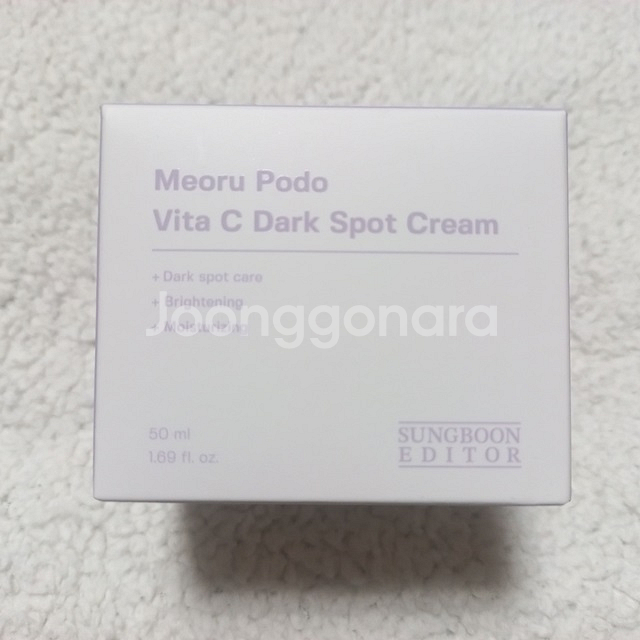 Meoru Podo
Vita C Dark Spot Cream
+ Dark spot care
+ Brightening
+ Moisturizing
Joonggonara
50 ml
1.69 fl. oz.
SUNGBOON
EDITOR